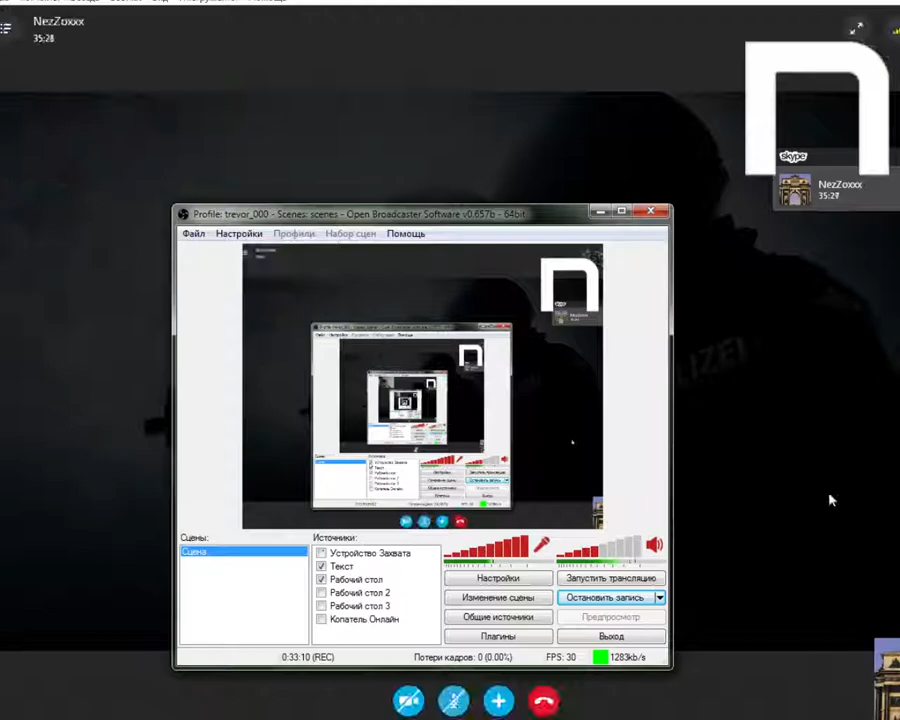 NezZoxxx
35:28
skype
NezZoxxx
35:29
Profile: trevor_000 - Scenes: scenes - Open Broadcaster Software v0.657b - 64bit
Файл Настройки Профили Набор сцен Помощь
LIZEI
Сцены:
Источники:
Сцена
Устройство Захвата
Текст
Рабочий стол
Рабочий стол 2
Рабочий стол 3
Копатель Онлайн
Настройки
Запустить трансляцию
Изменение сцены
Остановить запись
Общие источники
Предпросмотр
Плагины
Выход
0:33:10 (REC)
Потери кадров: 0 (0.00%)
FPS: 30
1283kb/s